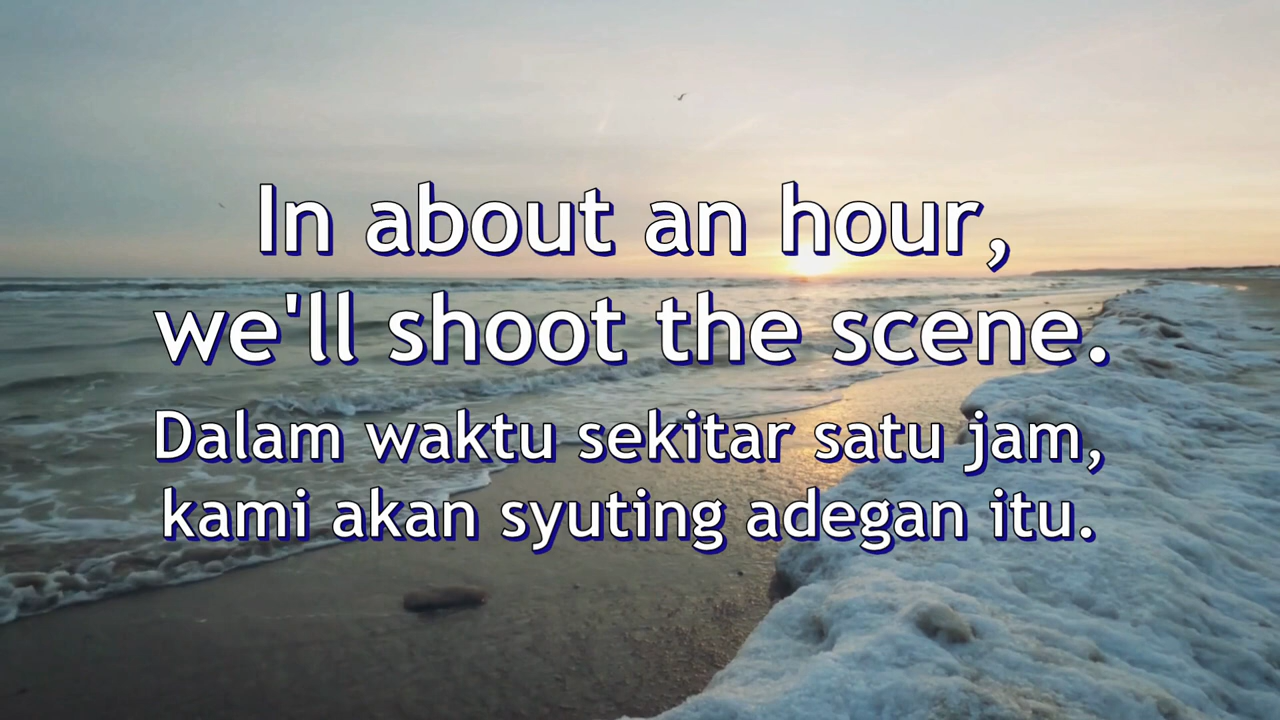 In about an hour,
we'll shoot the scene.
Dalam waktu sekitar satu jam,
kami akan syuting adegan itu.